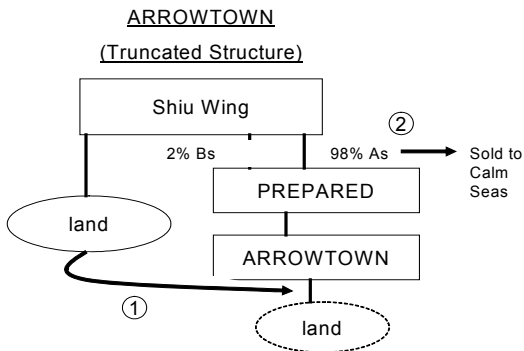 ARROWTOWN
(Truncated Structure)
Shiu Wing
2
2% Bs
98% As
Sold to
Calm
Seas
PREPARED
land
ARROWTOWN
1
land